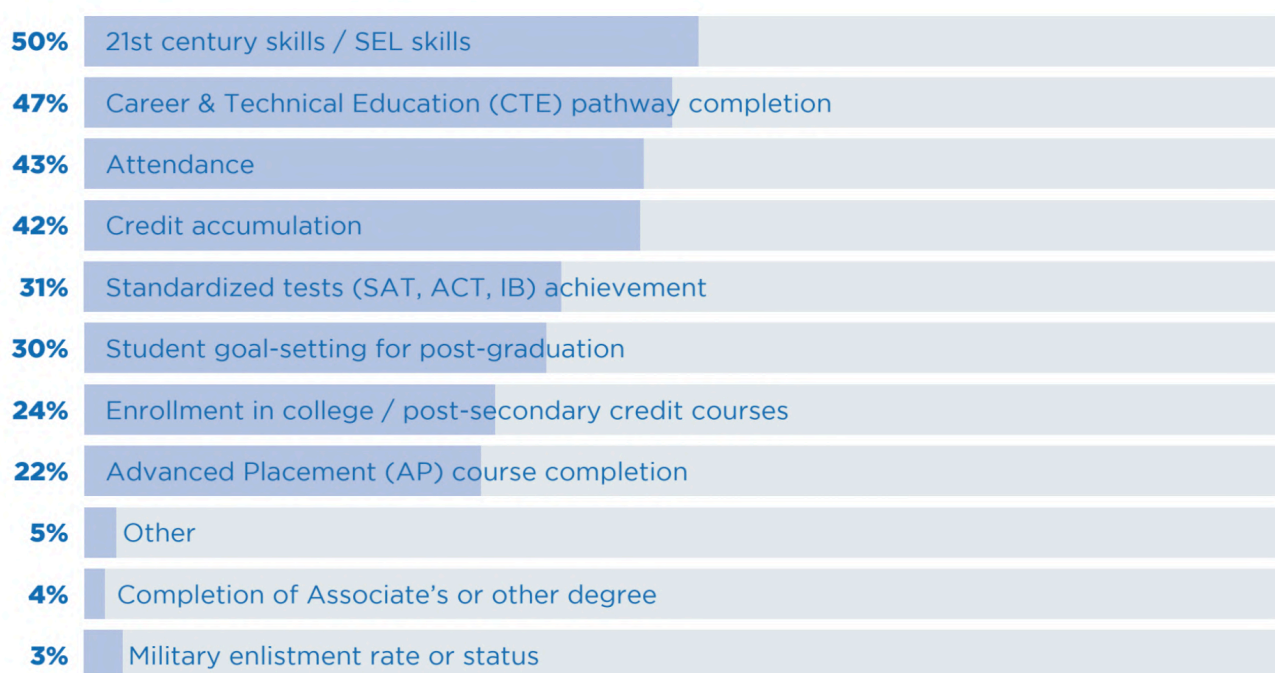 50% 21st century skills / SEL skills
47% Career & Technical Education (CTE) pathway completion
43% Attendance
42% Credit accumulation
31% Standardized tests (SAT, ACT, IB) achievement
30% Student goal-setting for post-graduation
24% Enrollment in college / post-secondary credit courses
22% Advanced Placement (AP) course completion
5% Other
4% Completion of Associate’s or other degree
3% Military enlistment rate or status